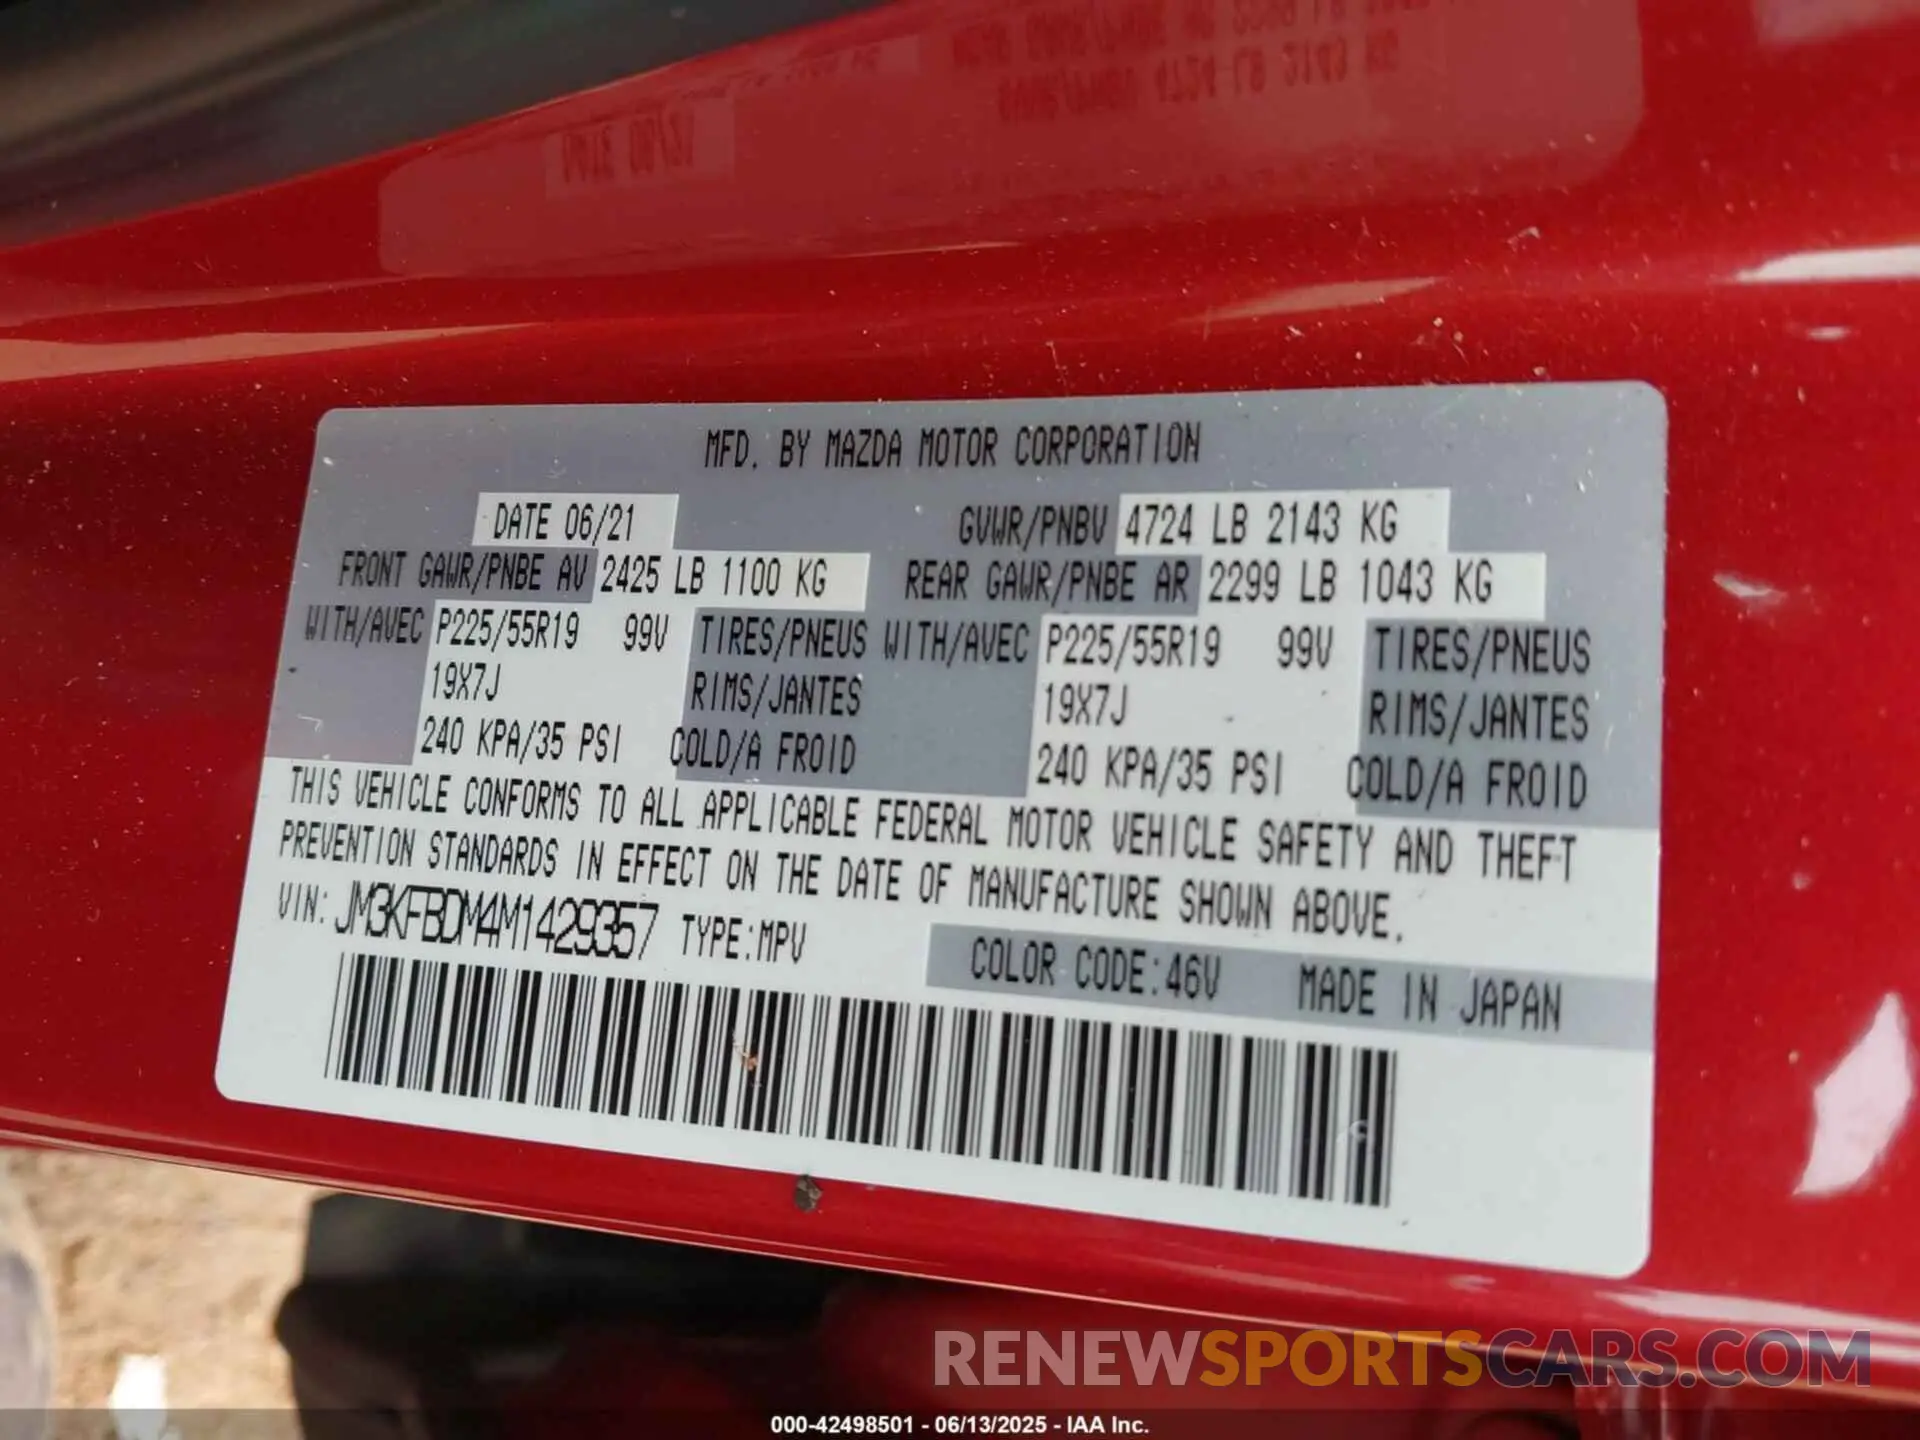 MFD. BY MAZDA MOTOR CORPORATION
DATE 06/21 GVWR/PNBV 4724 LB 2143 KG
FRONT GAWR/PNBE AV 2425 LB 1100 KG REAR GAWR/PNBE AR 2299 LB 1043 KG
WITH/AVEC P225/55R19 99V TIRES/PNEUS WITH/AVEC P225/55R19 99V TIRES/PNEUS
19X7J RIMS/JANTES 19X7J RIMS/JANTES
240 KPA/35 PSI COLD/A FROID 240 KPA/35 PSI COLD/A FROID
THIS VEHICLE CONFORMS TO ALL APPLICABLE FEDERAL MOTOR VEHICLE SAFETY AND THEFT
PREVENTION STANDARDS IN EFFECT ON THE DATE OF MANUFACTURE SHOWN ABOVE.
VIN: JM3KFBDM4M1429357 TYPE:MPV
COLOR CODE:46V MADE IN JAPAN
RENEWSPORTSCARS.COM
000-42498501 - 06/13/2025 - IAA Inc.